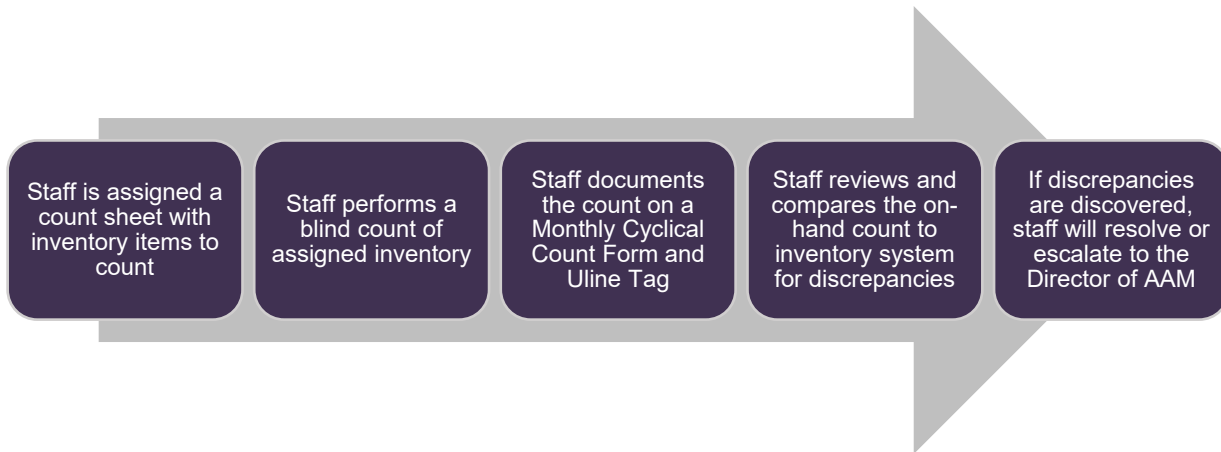 Staff is assigned a
count sheet with
inventory items to
count
Staff performs a
blind count of
assigned inventory
Staff documents
the count on a
Monthly Cyclical
Count Form and
Uline Tag
Staff reviews and
compares the on-
hand count to
inventory system
for discrepancies
If discrepancies
are discovered,
staff will resolve or
escalate to the
Director of AAM